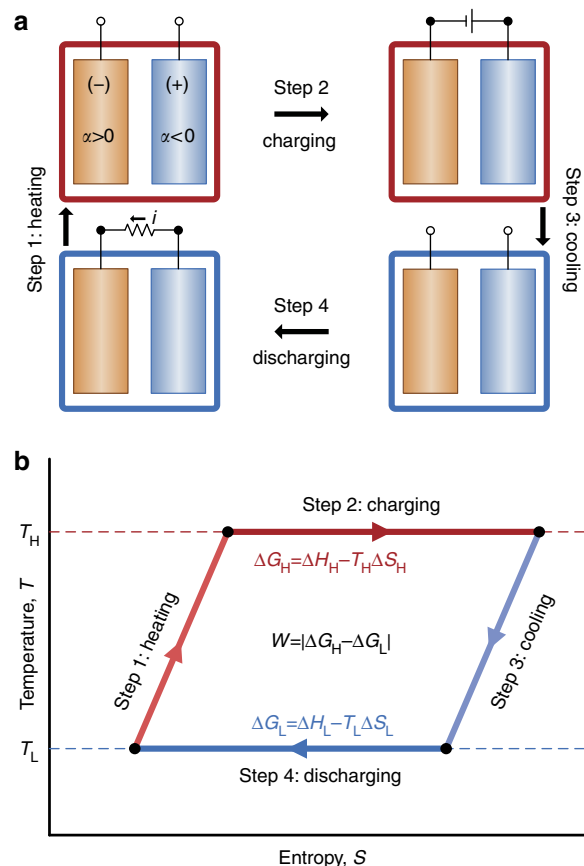 a
(−) (+)
α>0 α<0
Step 2
charging
Step 1: heating
Step 3: cooling
i
Step 4
discharging
b
Step 2: charging
T_H
ΔG_H=ΔH_H−T_HΔS_H
Temperature, T
Step 1: heating
W=|ΔG_H−ΔG_L|
Step 3: cooling
ΔG_L=ΔH_L−T_LΔS_L
T_L
Step 4: discharging
Entropy, S